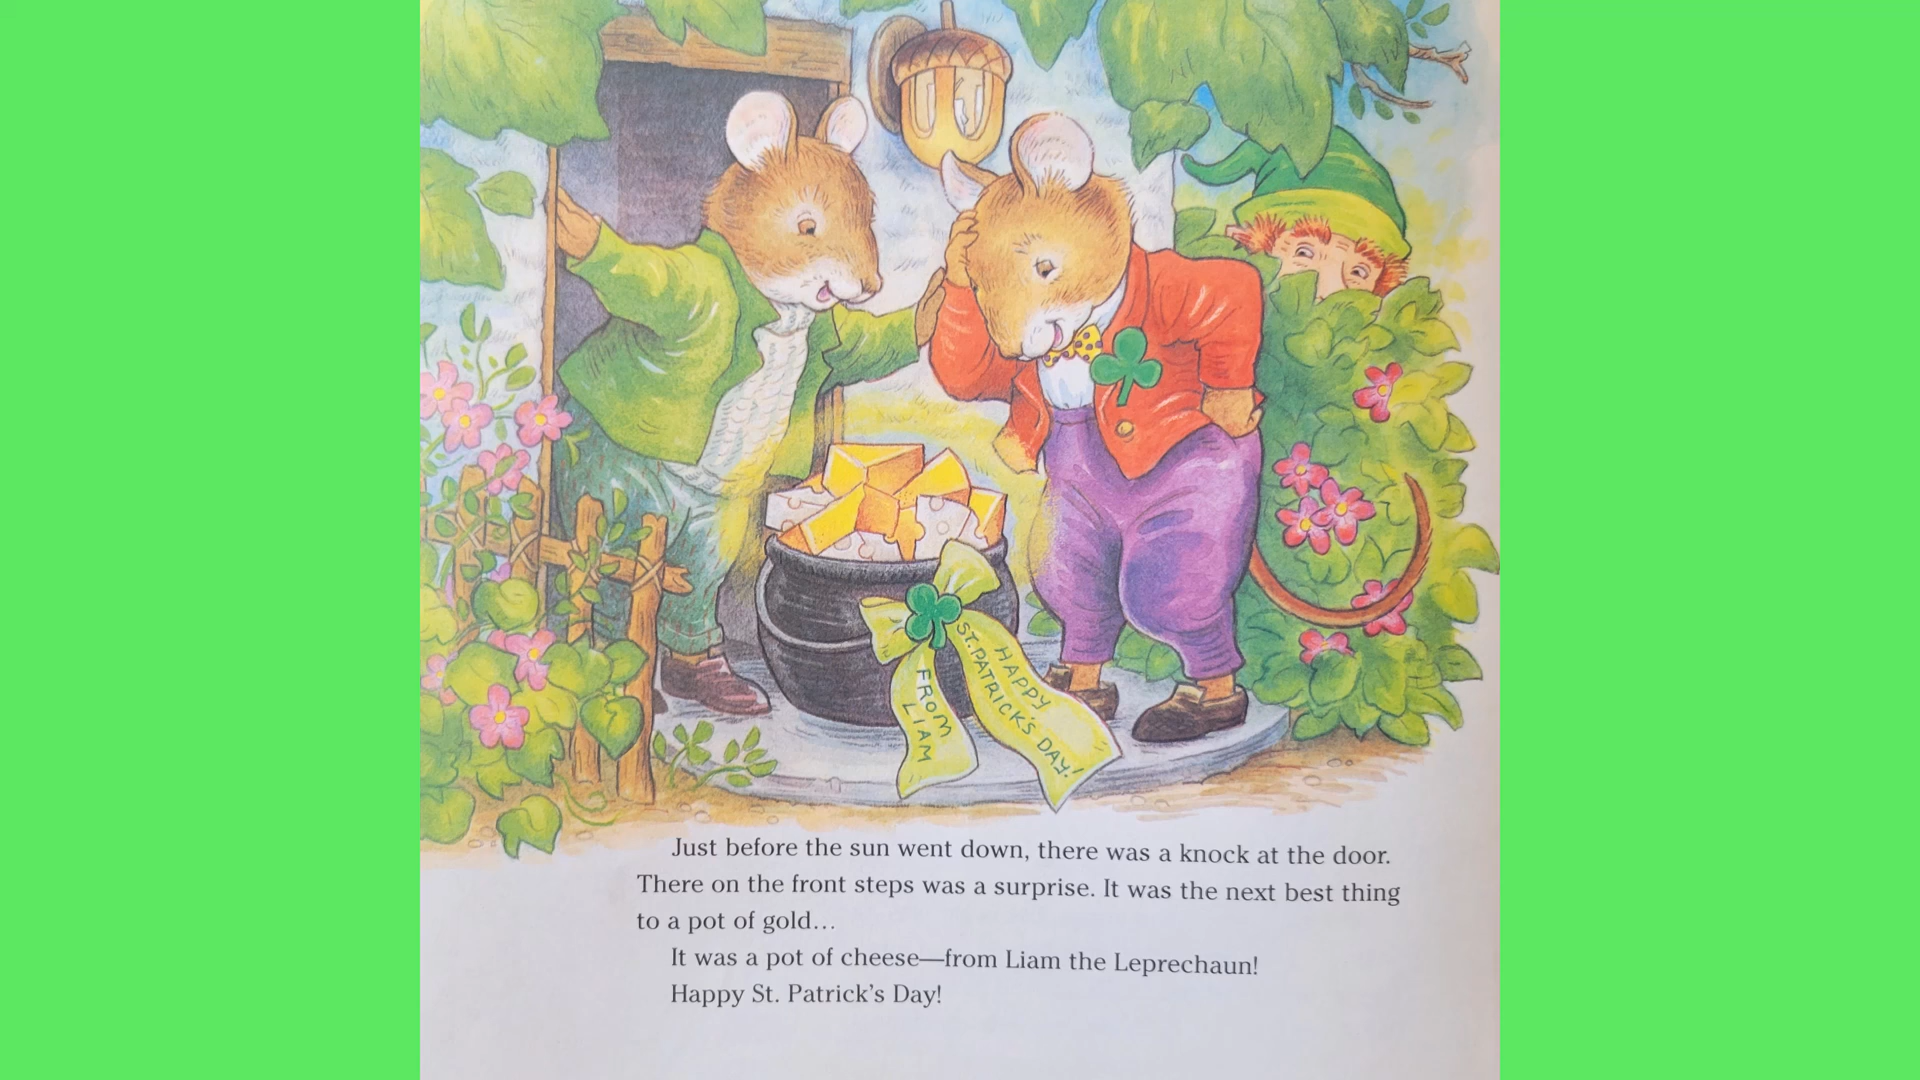 FROM
LIAM
HAPPY
ST. PATRICK'S DAY!
Just before the sun went down, there was a knock at the door.
There on the front steps was a surprise. It was the next best thing
to a pot of gold…
It was a pot of cheese—from Liam the Leprechaun!
Happy St. Patrick's Day!